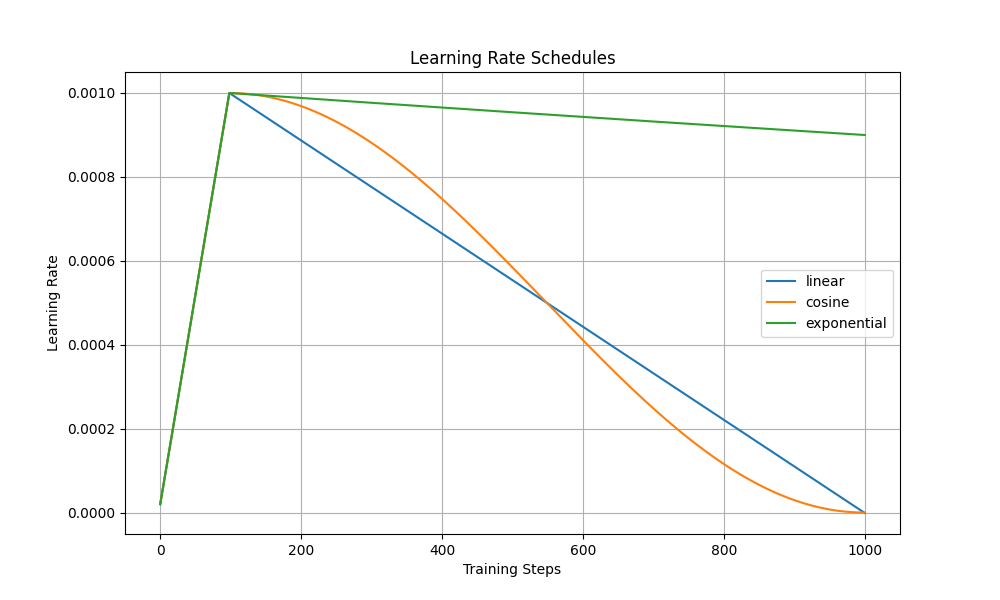 Learning Rate Schedules
0.0010
0.0008
0.0006
0.0004
0.0002
0.0000
Learning Rate
linear
cosine
exponential
0 200 400 600 800 1000
Training Steps